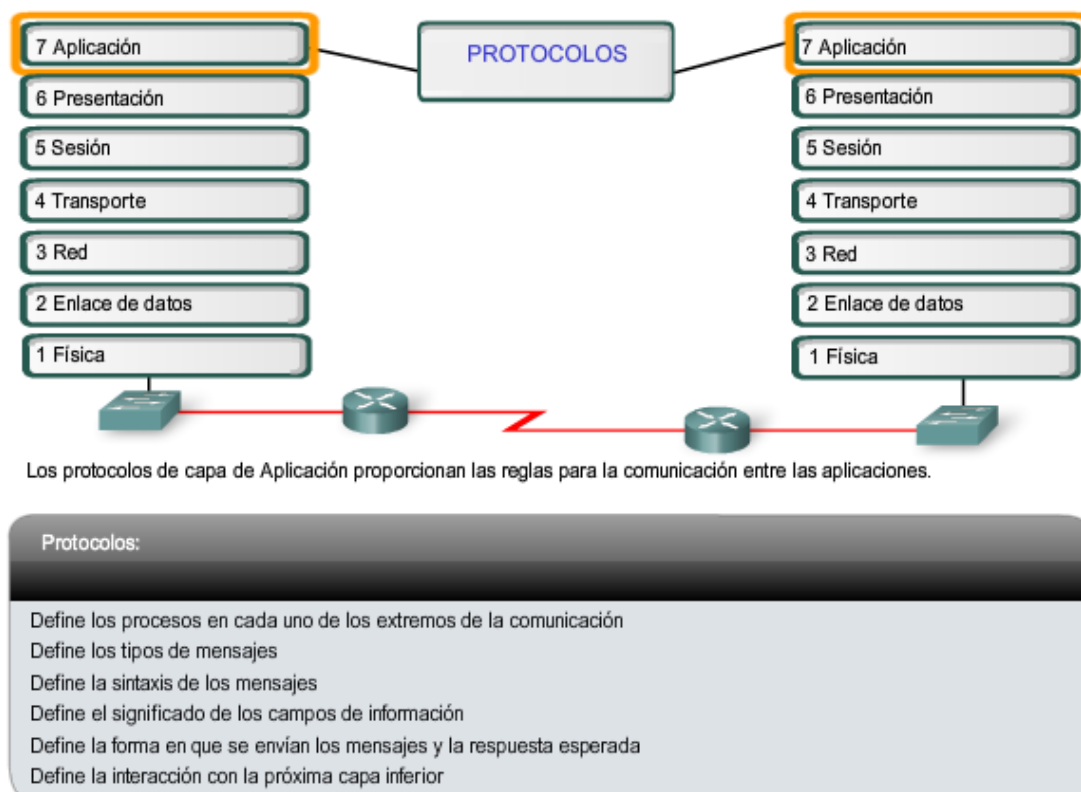 7 Aplicación
6 Presentación
5 Sesión
4 Transporte
3 Red
2 Enlace de datos
1 Física
PROTOCOLOS
7 Aplicación
6 Presentación
5 Sesión
4 Transporte
3 Red
2 Enlace de datos
1 Física
Los protocolos de capa de Aplicación proporcionan las reglas para la comunicación entre las aplicaciones.
Protocolos:
Define los procesos en cada uno de los extremos de la comunicación
Define los tipos de mensajes
Define la sintaxis de los mensajes
Define el significado de los campos de información
Define la forma en que se envían los mensajes y la respuesta esperada
Define la interacción con la próxima capa inferior